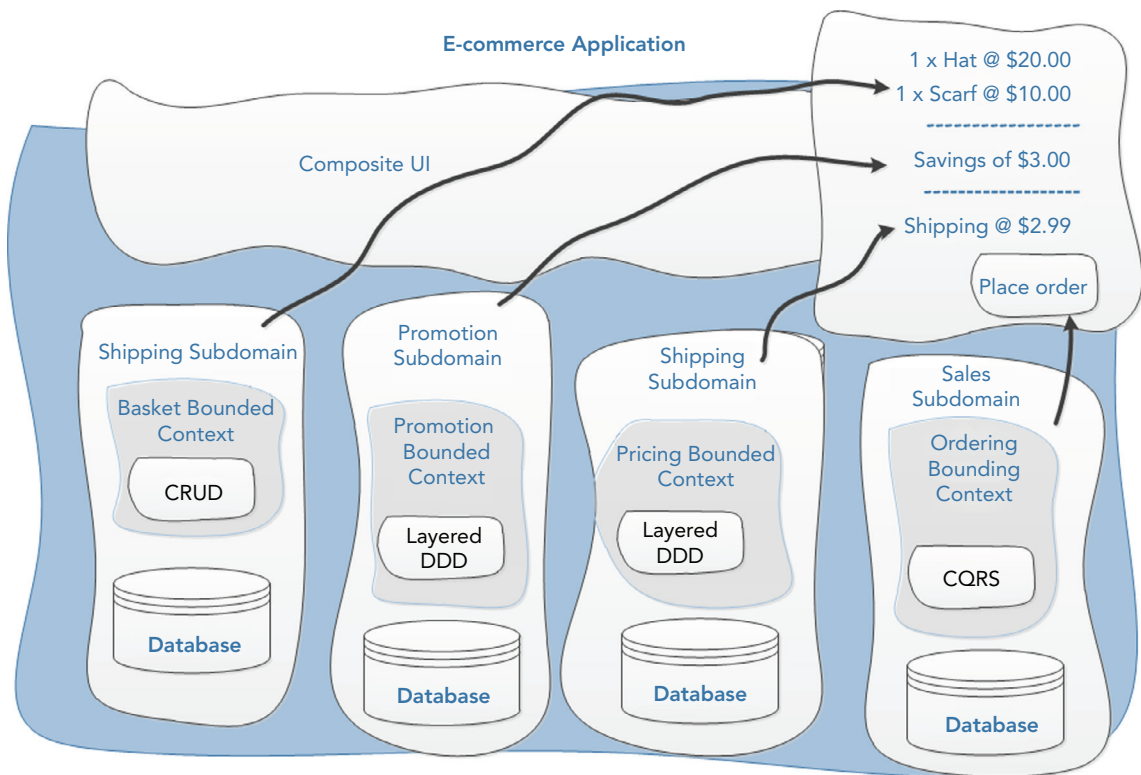 E-commerce Application
1 x Hat @ $20.00
1 x Scarf @ $10.00
Savings of $3.00
Shipping @ $2.99
Place order
Composite UI
Shipping Subdomain
Basket Bounded
Context
CRUD
Database
Promotion
Subdomain
Promotion
Bounded
Context
Layered
DDD
Database
Shipping
Subdomain
Pricing Bounded
Context
Layered
DDD
Database
Sales
Subdomain
Ordering
Bounding
Context
CQRS
Database